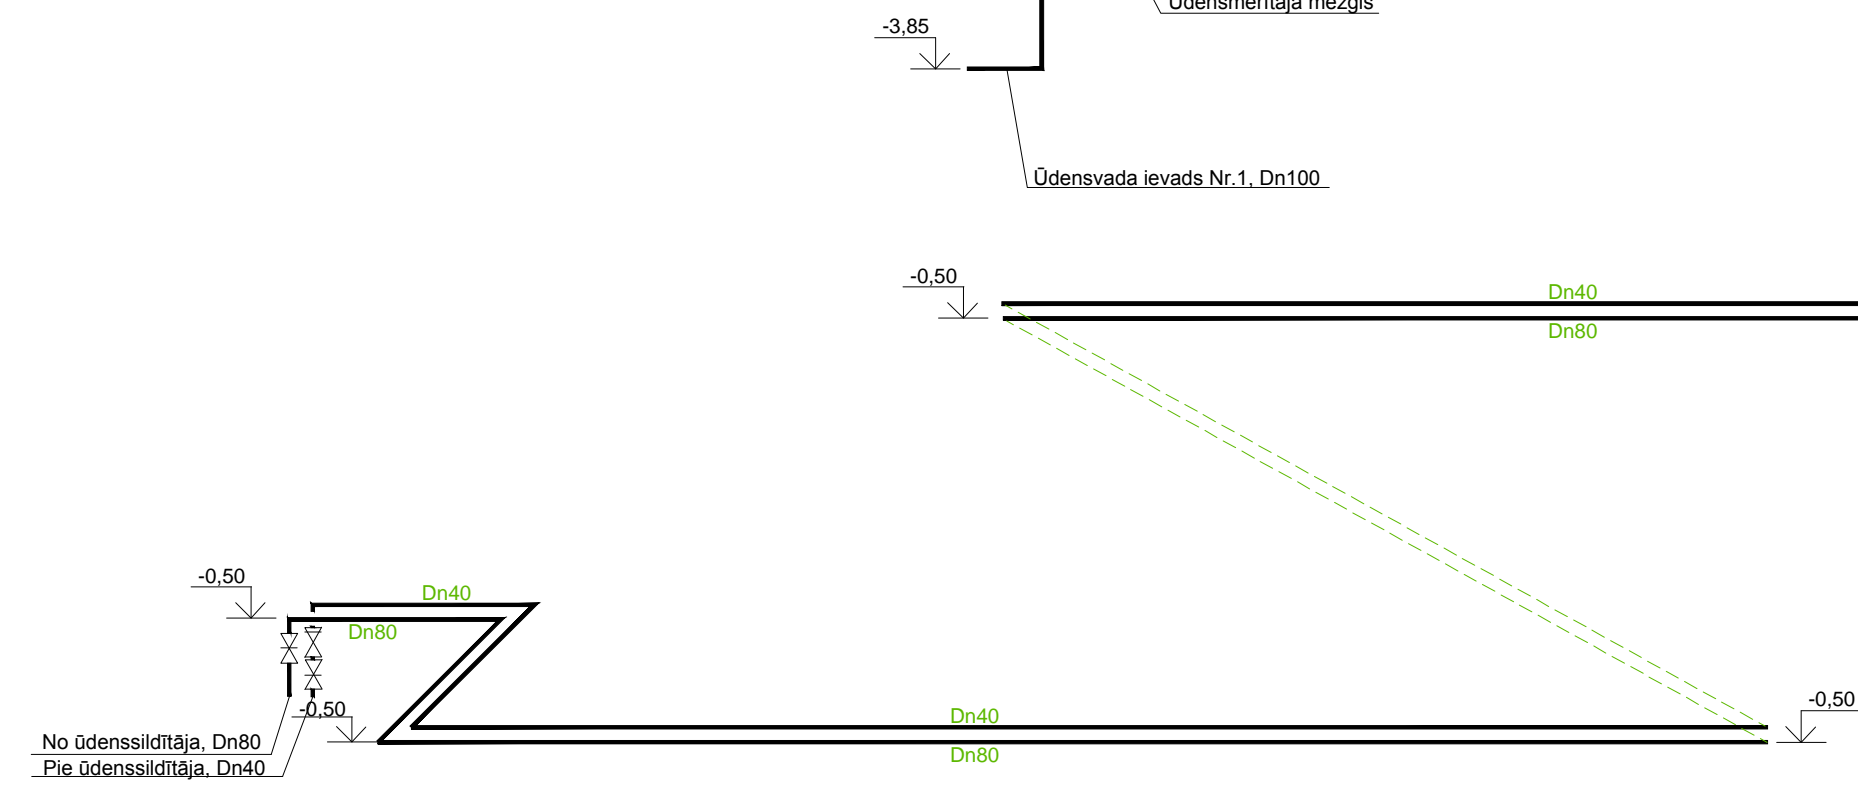 Ūdensmērītāja mezgls
-3,85
Ūdensvada ievads Nr.1, Dn100
-0,50
Dn40
Dn80
-0,50
Dn40
Dn80
-0,50
-0,50
Dn40
Dn80
No ūdenssildītāja, Dn80
Pie ūdenssildītāja, Dn40